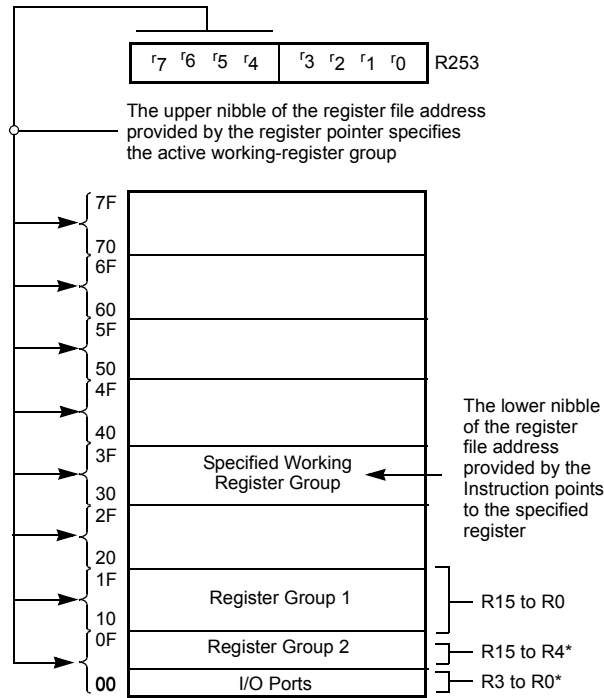 r7 r6 r5 r4 r3 r2 r1 r0 R253
The upper nibble of the register file address
provided by the register pointer specifies
the active working-register group
7F
70
6F
60
5F
50
4F
40
3F
30
2F
20
1F
10
0F
00
Specified Working
Register Group
The lower nibble
of the register
file address
provided by the
Instruction points
to the specified
register
Register Group 1
R15 to R0
Register Group 2
R15 to R4*
I/O Ports
R3 to R0*